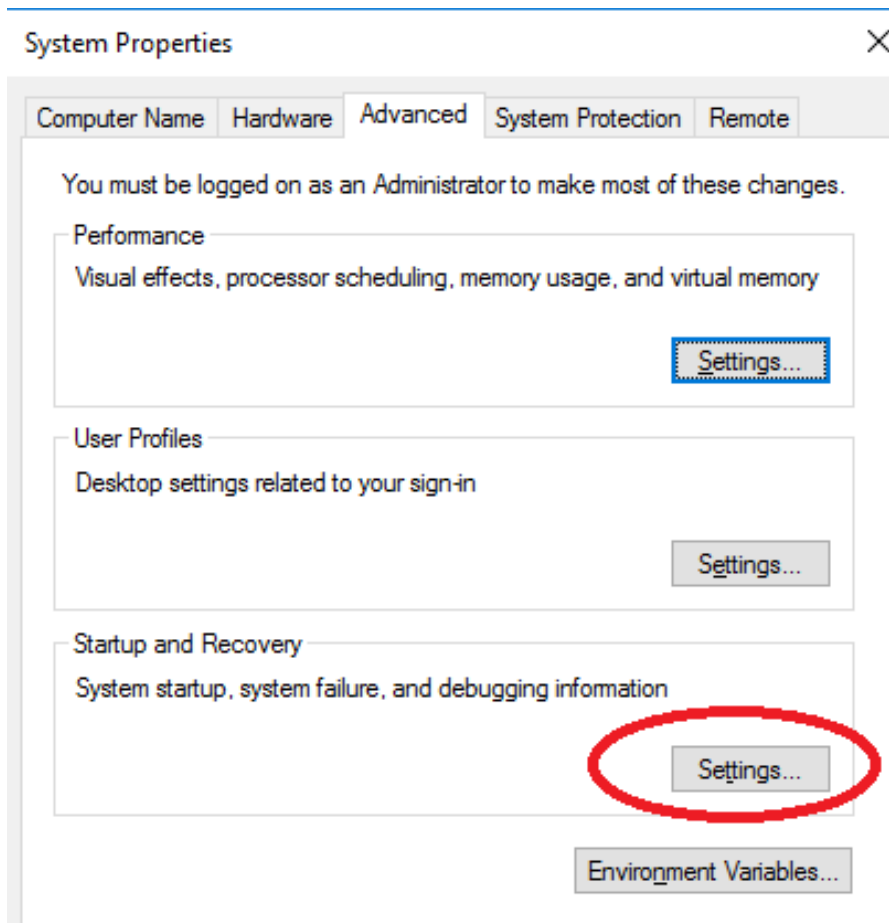 System Properties
Computer Name Hardware Advanced System Protection Remote
You must be logged on as an Administrator to make most of these changes.
Performance
Visual effects, processor scheduling, memory usage, and virtual memory
Settings...
User Profiles
Desktop settings related to your sign-in
Settings...
Startup and Recovery
System startup, system failure, and debugging information
Settings...
Environment Variables...